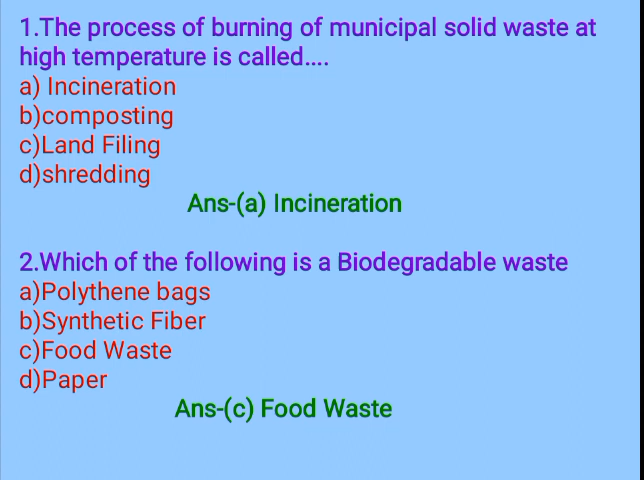 1.The process of burning of municipal solid waste at
high temperature is called....
a) Incineration
b)composting
c)Land Filing
d)shredding
Ans-(a) Incineration
2.Which of the following is a Biodegradable waste
a)Polythene bags
b)Synthetic Fiber
c)Food Waste
d)Paper
Ans-(c) Food Waste